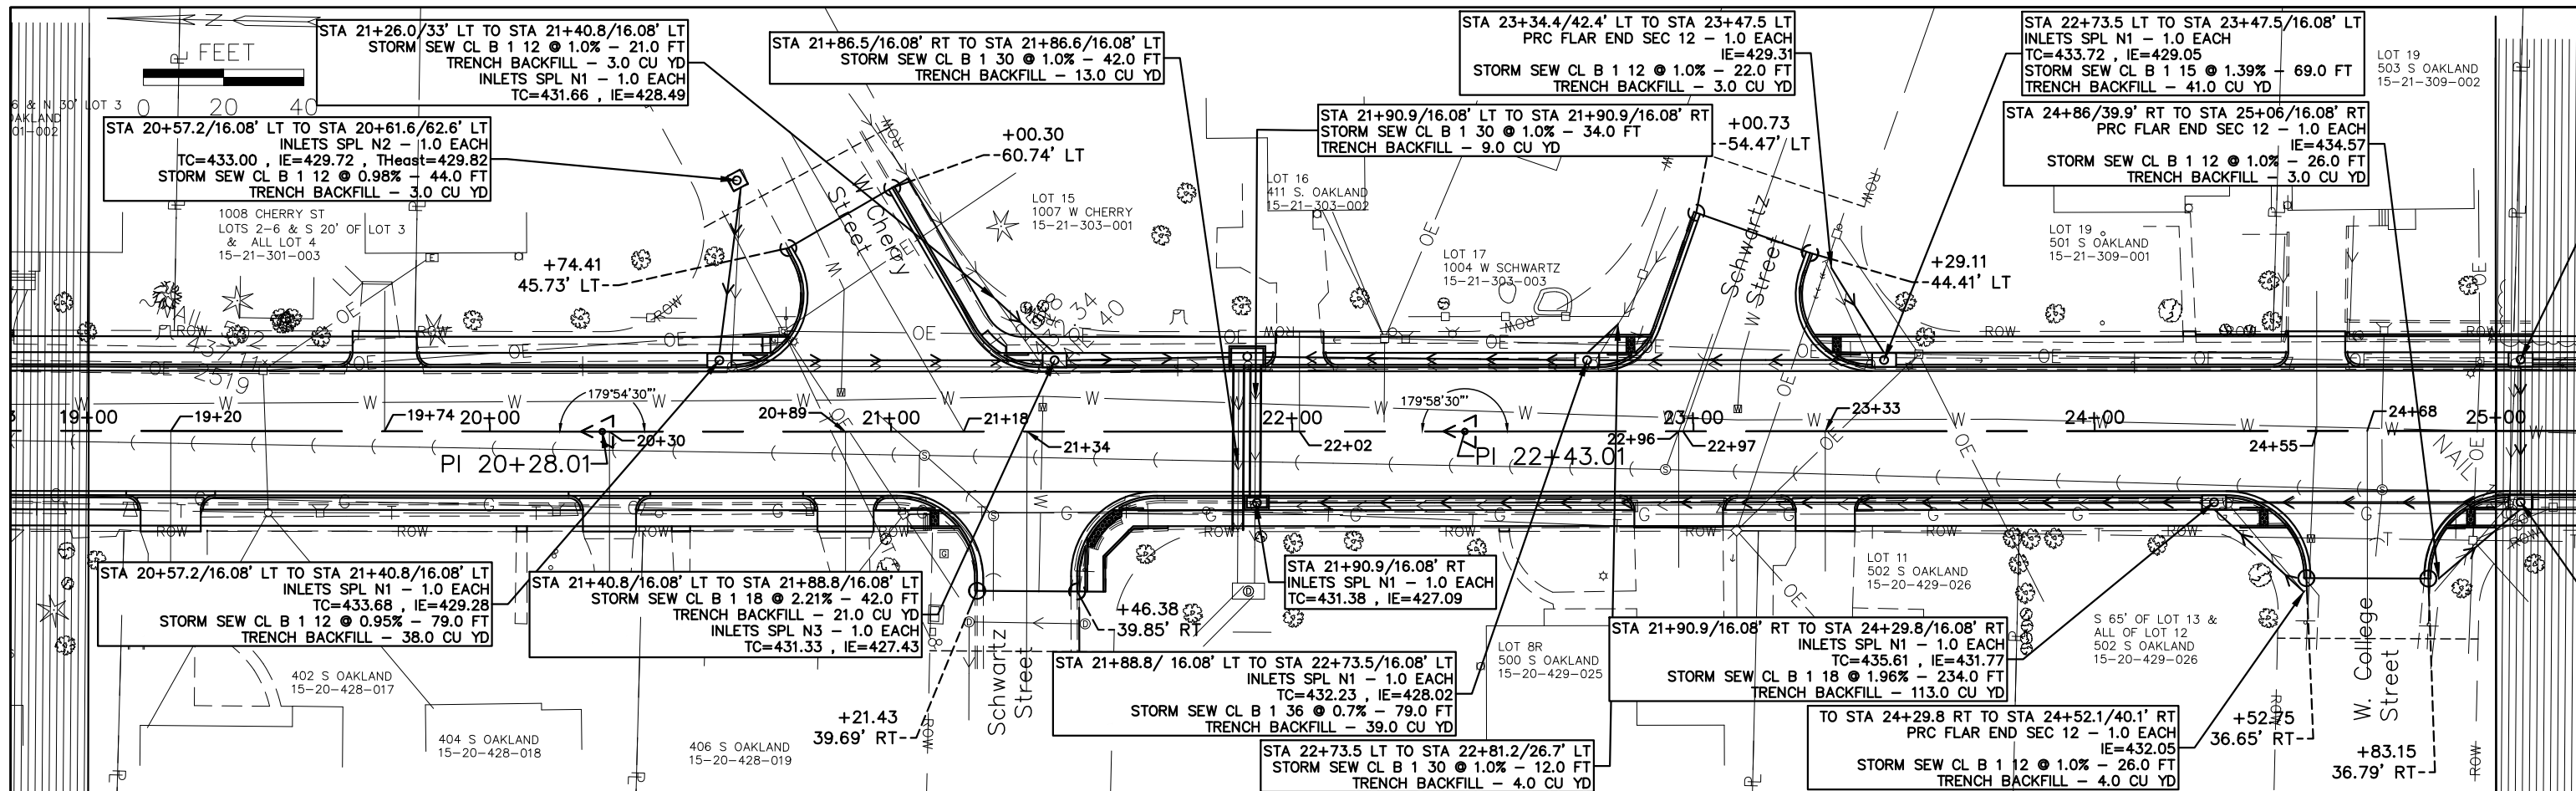 STA 21+26.0/33' LT TO STA 21+40.8/16.08' LT
STORM SEW CL B 1 12 @ 1.0% – 21.0 FT
TRENCH BACKFILL – 3.0 CU YD
INLETS SPL N1 – 1.0 EACH
TC=431.66 , IE=428.49
STA 21+86.5/16.08' RT TO STA 21+86.6/16.08' LT
STORM SEW CL B 1 30 @ 1.0% – 42.0 FT
TRENCH BACKFILL – 13.0 CU YD
STA 23+34.4/42.4' LT TO STA 23+47.5 LT
PRC FLAR END SEC 12 – 1.0 EACH
IE=429.31
STORM SEW CL B 1 12 @ 1.0% – 22.0 FT
TRENCH BACKFILL – 3.0 CU YD
STA 22+73.5 LT TO STA 23+47.5/16.08' LT
INLETS SPL N1 – 1.0 EACH
TC=433.72, IE=429.05
STORM SEW CL B 1 15 @ 1.39% – 69.0 FT
TRENCH BACKFILL – 41.0 CU YD
LOT 19
503 S OAKLAND
15-21-309-002
N
FEET
0 20 40
6 & N 30' LOT 3
OAKLAND
01-002
STA 20+57.2/16.08' LT TO STA 20+61.6/62.6' LT
INLETS SPL N2 – 1.0 EACH
TC=433.00 , IE=429.72 , THeast=429.82
STORM SEW CL B 1 12 @ 0.98% – 44.0 FT
TRENCH BACKFILL – 3.0 CU YD
+00.30
60.74' LT
STA 21+90.9/16.08' LT TO STA 21+90.9/16.08' RT
STORM SEW CL B 1 30 @ 1.0% – 34.0 FT
TRENCH BACKFILL – 9.0 CU YD
+00.73
54.47' LT
STA 24+86/39.9' RT TO STA 25+06/16.08' RT
PRC FLAR END SEC 12 – 1.0 EACH
IE=434.57
STORM SEW CL B 1 12 @ 1.0% – 26.0 FT
TRENCH BACKFILL – 3.0 CU YD
1008 CHERRY ST
LOTS 2-6 & S 20' OF LOT 3
& ALL LOT 4
15-21-301-003
W Cherry
Street
LOT 15
1007 W CHERRY
15-21-303-001
LOT 16
411 S. OAKLAND
15-21-303-002
LOT 17
1004 W SCHWARTZ
15-21-303-003
Schwartz
W Street
LOT 19
501 S OAKLAND
15-21-309-001
+74.41
45.73' LT
+29.11
44.41' LT
ROW
OE
2519
19+00
19+20
19+74
20+00
179°54'30"
20+30
20+89
21+00
21+18
21+34
22+00
22+02
179°58'30"
22+96
23+00
22+97
23+33
24+00
24+55
24+68
25+00
PI 20+28.01
PI 22+43.01
NAIL
STA 20+57.2/16.08' LT TO STA 21+40.8/16.08' LT
INLETS SPL N1 – 1.0 EACH
TC=433.68 , IE=429.28
STORM SEW CL B 1 12 @ 0.95% – 79.0 FT
TRENCH BACKFILL – 38.0 CU YD
STA 21+40.8/16.08' LT TO STA 21+88.8/16.08' LT
STORM SEW CL B 1 18 @ 2.21% – 42.0 FT
TRENCH BACKFILL – 21.0 CU YD
INLETS SPL N3 – 1.0 EACH
TC=431.33 , IE=427.43
+46.38
39.85' RT
STA 21+90.9/16.08' RT
INLETS SPL N1 – 1.0 EACH
TC=431.38 , IE=427.09
LOT 11
502 S OAKLAND
15-20-429-026
STA 21+90.9/16.08' RT TO STA 24+29.8/16.08' RT
INLETS SPL N1 – 1.0 EACH
TC=435.61 , IE=431.77
STORM SEW CL B 1 18 @ 1.96% – 234.0 FT
TRENCH BACKFILL – 113.0 CU YD
S 65' OF LOT 13 &
ALL OF LOT 12
502 S OAKLAND
15-20-429-026
W. College
Street
402 S OAKLAND
15-20-428-017
Schwartz
Street
STA 21+88.8/ 16.08' LT TO STA 22+73.5/16.08' LT
INLETS SPL N1 – 1.0 EACH
TC=432.23 , IE=428.02
STORM SEW CL B 1 36 @ 0.7% – 79.0 FT
TRENCH BACKFILL – 39.0 CU YD
LOT 8R
500 S OAKLAND
15-20-429-025
404 S OAKLAND
15-20-428-018
406 S OAKLAND
15-20-428-019
+21.43
39.69' RT
STA 22+73.5 LT TO STA 22+81.2/26.7' LT
STORM SEW CL B 1 30 @ 1.0% – 12.0 FT
TRENCH BACKFILL – 4.0 CU YD
TO STA 24+29.8 RT TO STA 24+52.1/40.1' RT
PRC FLAR END SEC 12 – 1.0 EACH
IE=432.05
STORM SEW CL B 1 12 @ 1.0% – 26.0 FT
TRENCH BACKFILL – 4.0 CU YD
+52.75
36.65' RT
+83.15
36.79' RT